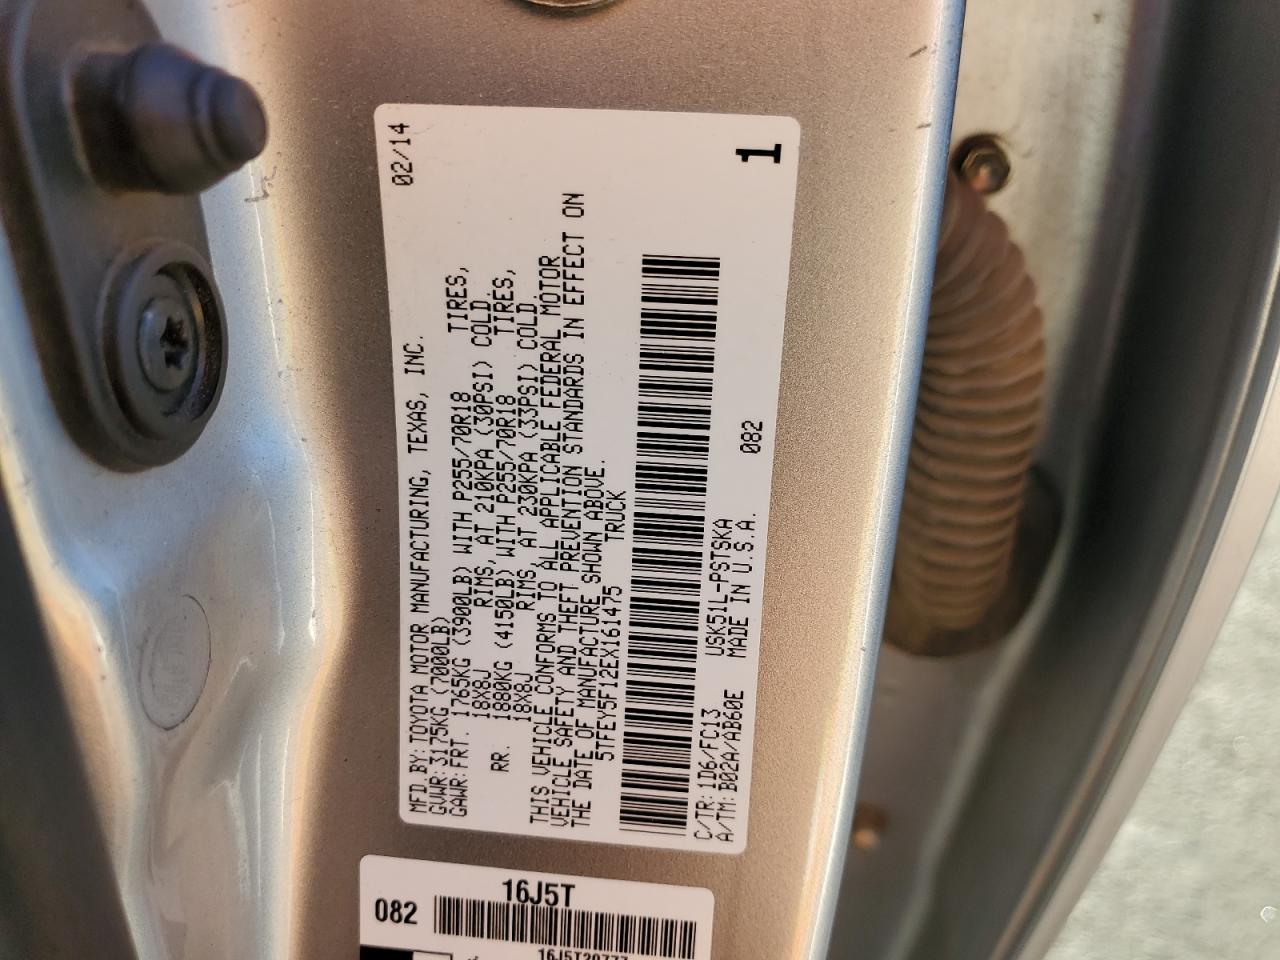 MFD.BY: TOYOTA MOTOR MANUFACTURING, TEXAS, INC. 02/14
GVWR: 3175KG (7000LB)
GAWR: FRT. 1765KG (3900LB) WITH P255/70R18 TIRES,
18X8J RIMS, AT 210KPA (30PSI) COLD.
RR. 1880KG (4150LB) WITH P255/70R18 TIRES,
18X8J RIMS, AT 230KPA (33PSI) COLD.
THIS VEHICLE CONFORMS TO ALL APPLICABLE FEDERAL MOTOR
VEHICLE SAFETY AND THEFT PREVENTION STANDARDS IN EFFECT ON
THE DATE OF MANUFACTURE SHOWN ABOVE.
5TFEY5F12EX161475 TRUCK
C/TR: 1D6/FC13 USK51L-PSTSKA
A/TM: B02A/AB60E MADE IN U.S.A. 082
1
16J5T
082